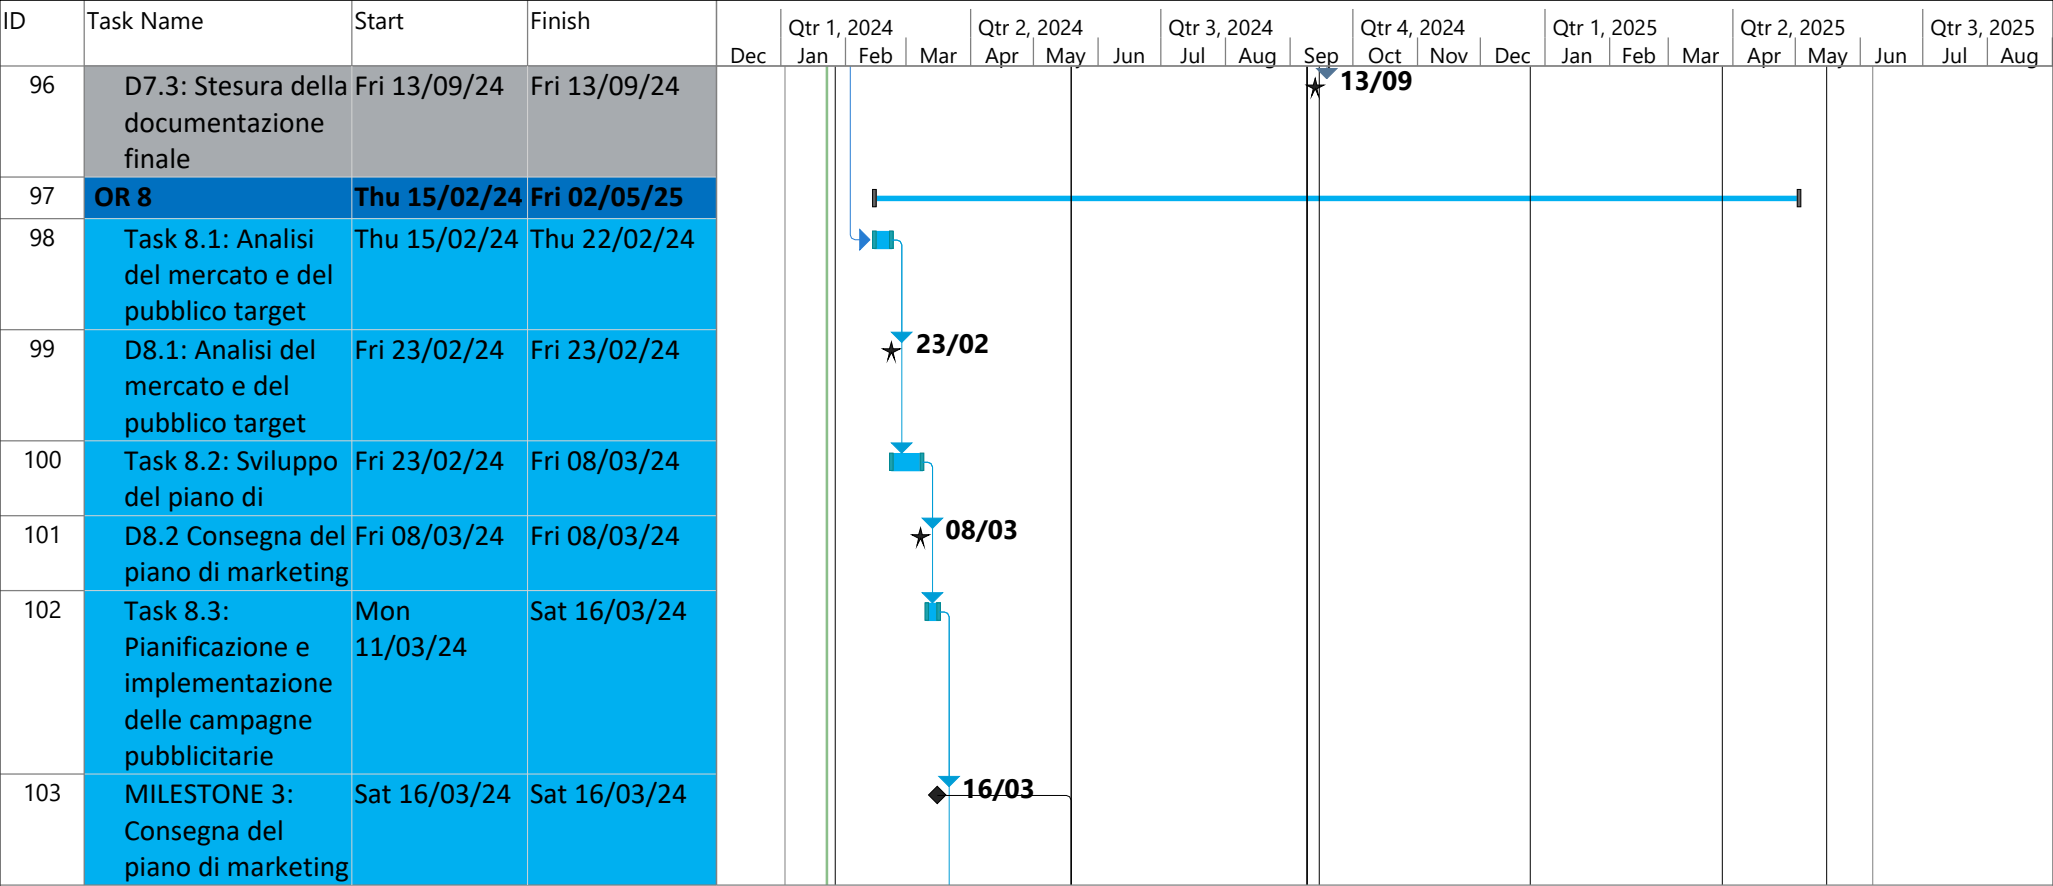 ID Task Name Start Finish
Qtr 1, 2024 Qtr 2, 2024 Qtr 3, 2024 Qtr 4, 2024 Qtr 1, 2025 Qtr 2, 2025 Qtr 3, 2025
Dec Jan Feb Mar Apr May Jun Jul Aug Sep Oct Nov Dec Jan Feb Mar Apr May Jun Jul Aug
96 D7.3: Stesura della Fri 13/09/24 Fri 13/09/24 13/09
documentazione
finale
97 OR 8 Thu 15/02/24 Fri 02/05/25
98 Task 8.1: Analisi Thu 15/02/24 Thu 22/02/24
del mercato e del
pubblico target
99 D8.1: Analisi del Fri 23/02/24 Fri 23/02/24 23/02
mercato e del
pubblico target
100 Task 8.2: Sviluppo Fri 23/02/24 Fri 08/03/24
del piano di
101 D8.2 Consegna del Fri 08/03/24 Fri 08/03/24 08/03
piano di marketing
102 Task 8.3: Mon Sat 16/03/24
Pianificazione e 11/03/24
implementazione
delle campagne
pubblicitarie
103 MILESTONE 3: Sat 16/03/24 Sat 16/03/24 16/03
Consegna del
piano di marketing